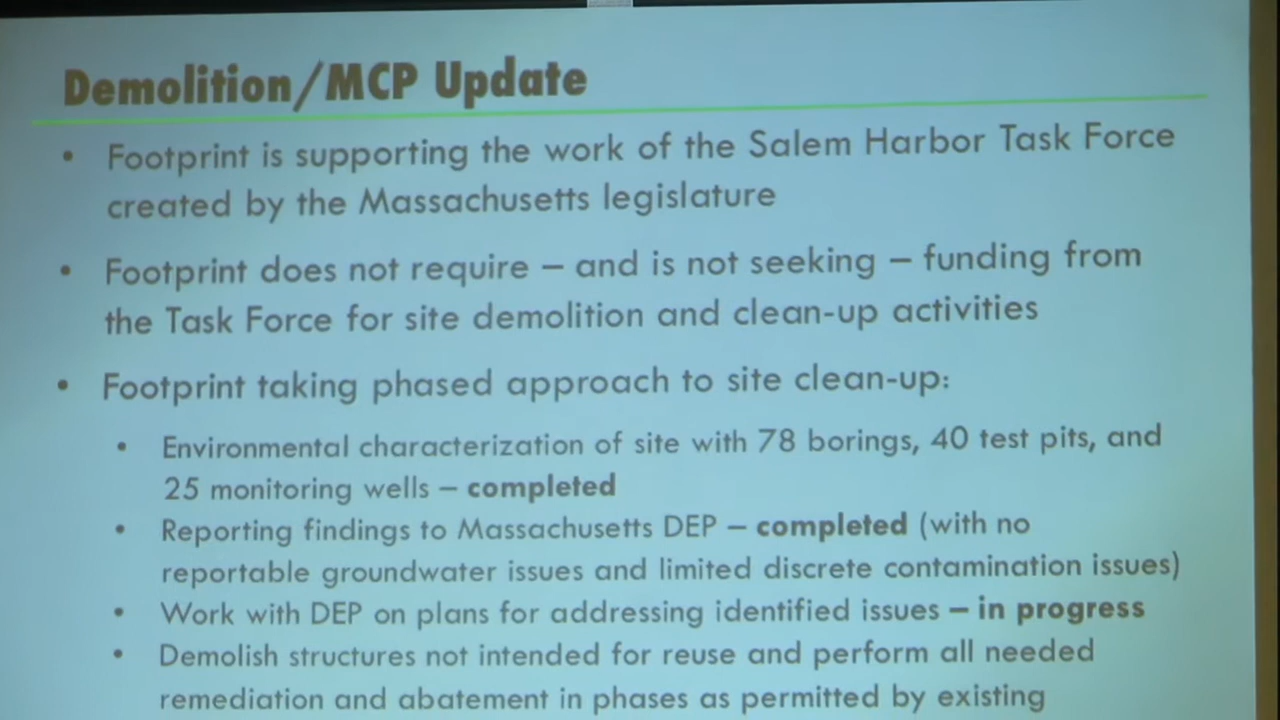 Demolition/MCP Update
• Footprint is supporting the work of the Salem Harbor Task Force
created by the Massachusetts legislature
• Footprint does not require – and is not seeking – funding from
the Task Force for site demolition and clean-up activities
• Footprint taking phased approach to site clean-up:
• Environmental characterization of site with 78 borings, 40 test pits, and
25 monitoring wells – completed
• Reporting findings to Massachusetts DEP – completed (with no
reportable groundwater issues and limited discrete contamination issues)
• Work with DEP on plans for addressing identified issues – in progress
• Demolish structures not intended for reuse and perform all needed
remediation and abatement in phases as permitted by existing